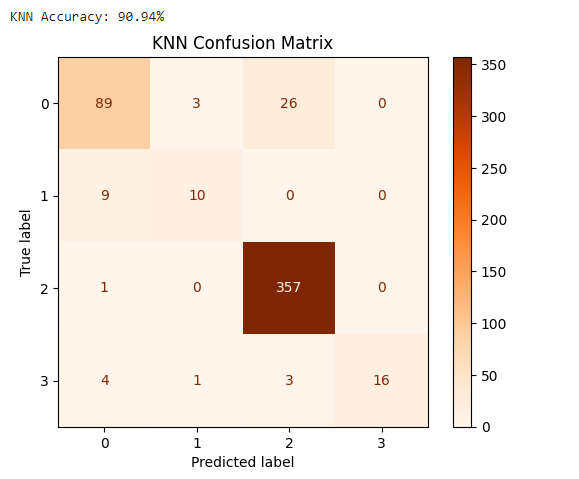 KNN Accuracy: 90.94%
KNN Confusion Matrix
350
0 89 3 26 0
300
250
1 9 10 0 0
200
True label
150
2 1 0 357 0
100
3 4 1 3 16
50
0
0 1 2 3
Predicted label